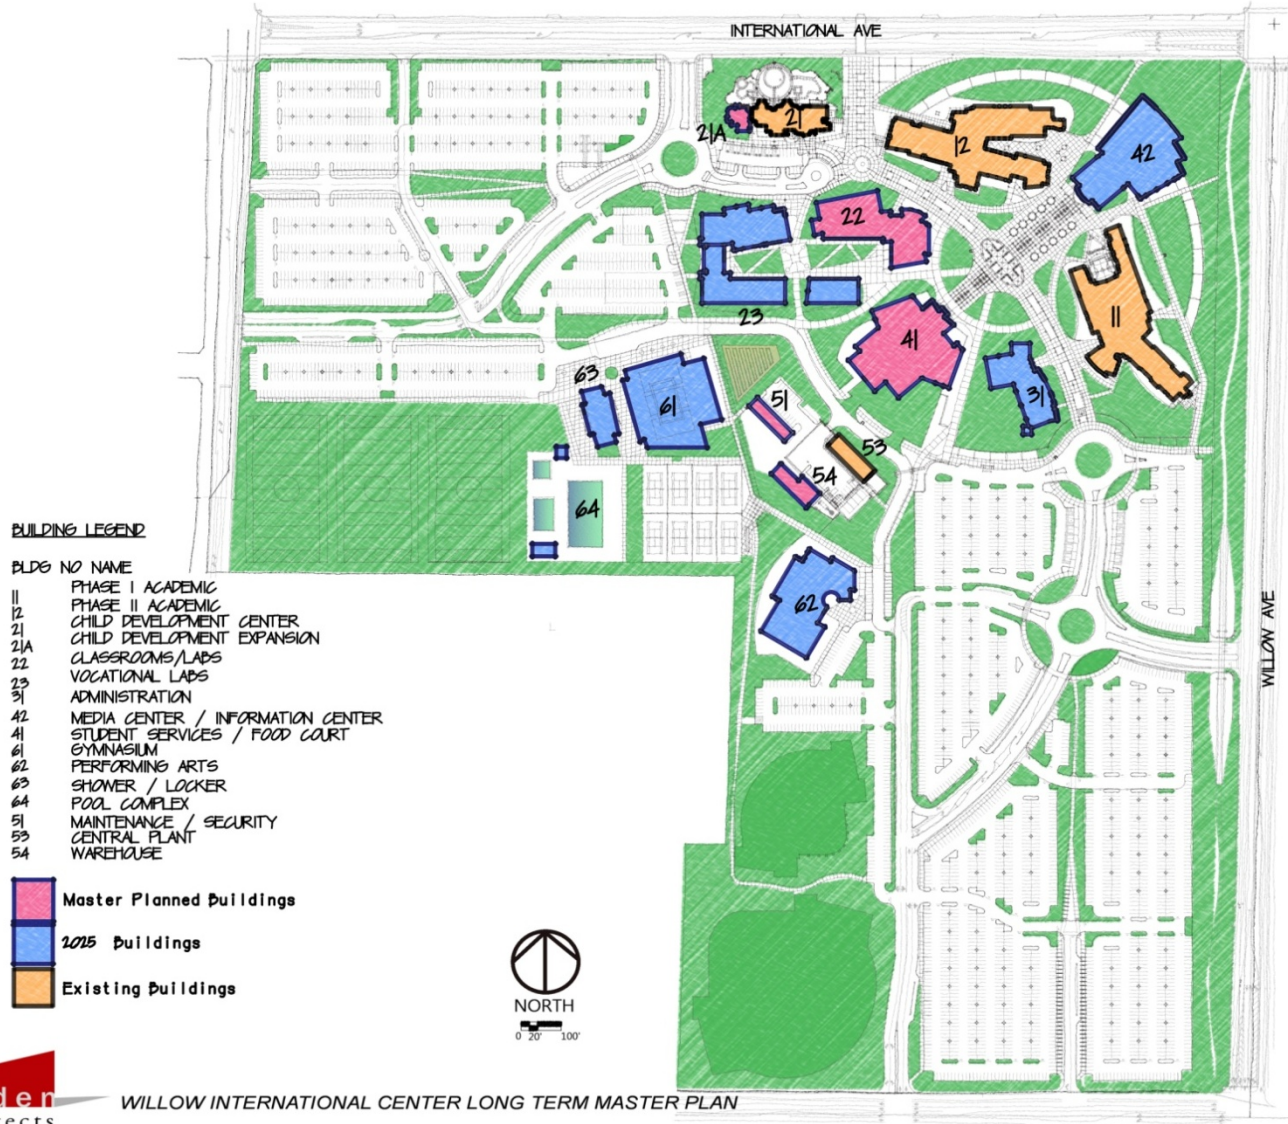 INTERNATIONAL AVE
21A
21
12
42
22
23
41
11
31
63
61
51
53
54
64
62
WILLOW AVE
BUILDING LEGEND
BLDG NO NAME
11 PHASE I ACADEMIC
12 PHASE II ACADEMIC
21 CHILD DEVELOPMENT CENTER
21A CHILD DEVELOPMENT EXPANSION
22 CLASSROOMS/LABS
23 VOCATIONAL LABS
31 ADMINISTRATION
42 MEDIA CENTER / INFORMATION CENTER
41 STUDENT SERVICES / FOOD COURT
61 GYMNASIUM
62 PERFORMING ARTS
63 SHOWER / LOCKER
64 POOL COMPLEX
51 MAINTENANCE / SECURITY
53 CENTRAL PLANT
54 WAREHOUSE
Master Planned Buildings
2025 Buildings
Existing Buildings
NORTH
0 20' 100'
den
ects
WILLOW INTERNATIONAL CENTER LONG TERM MASTER PLAN